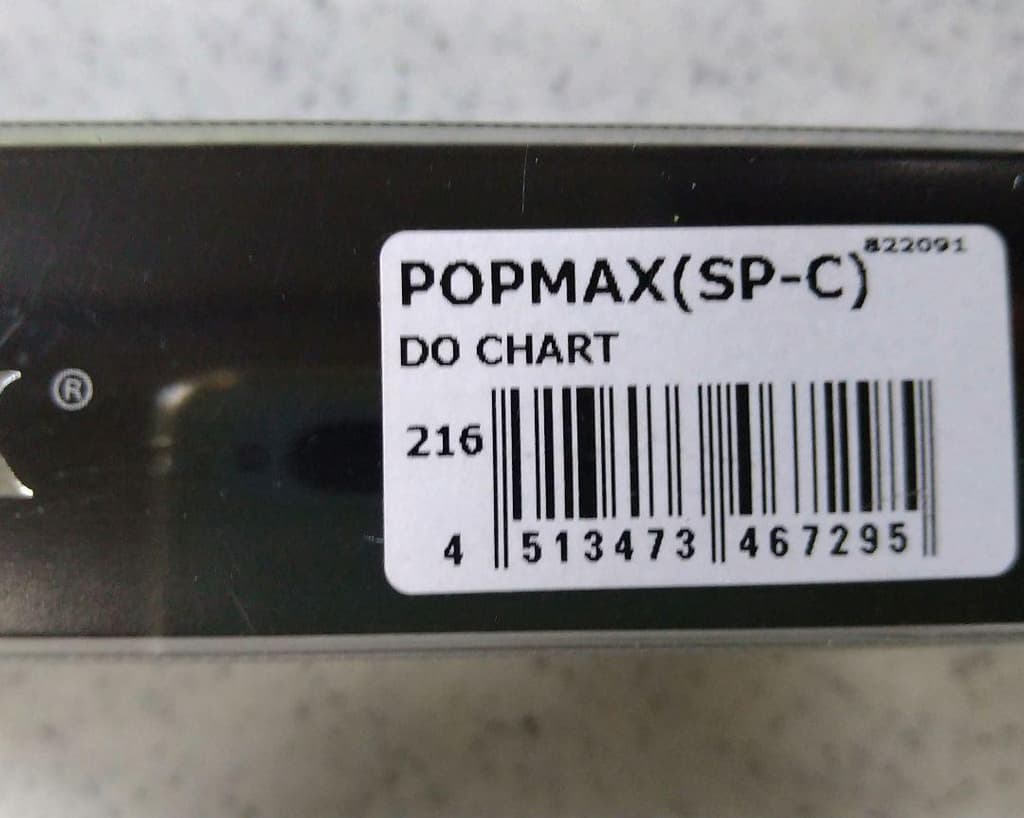 822091
POPMAX(SP-C)
DO CHART
216
4 513473 467295
®